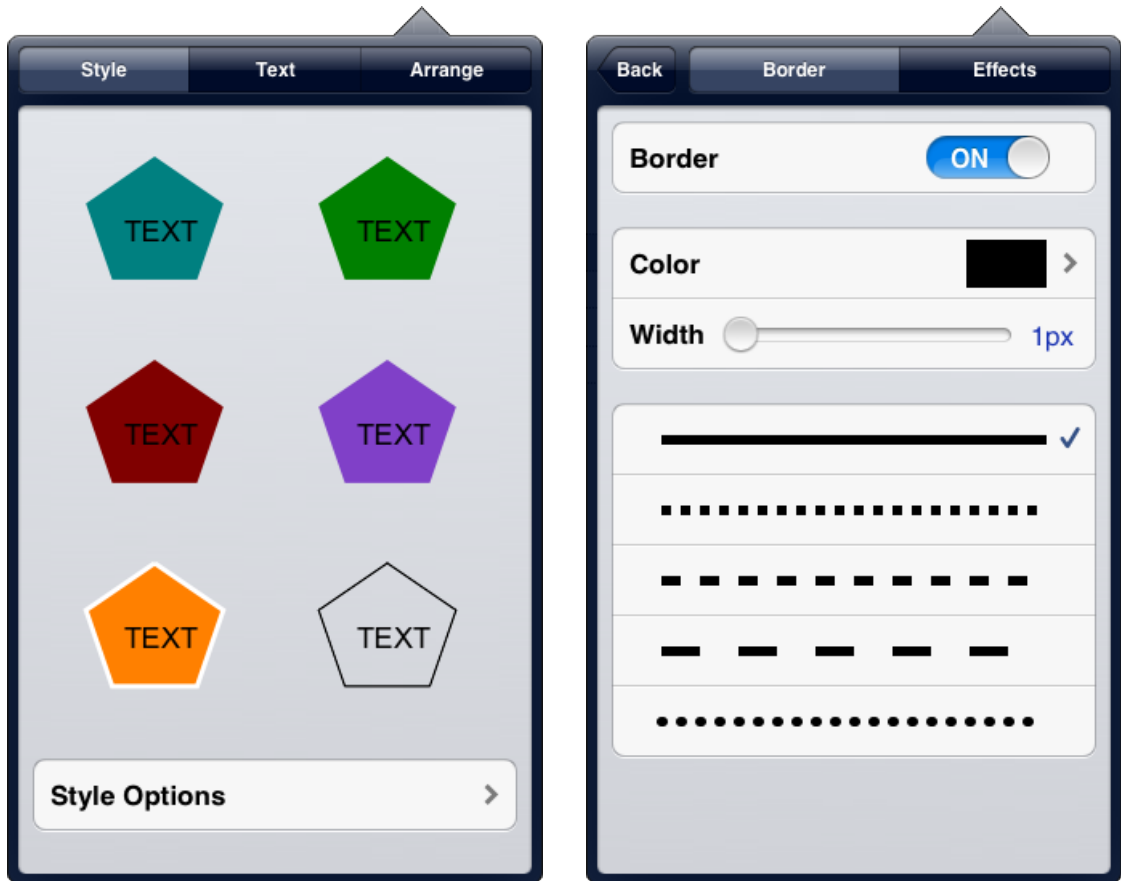 Style Text Arrange
TEXT TEXT
TEXT TEXT
TEXT TEXT
Style Options
Back Border Effects
Border ON
Color
Width 1px